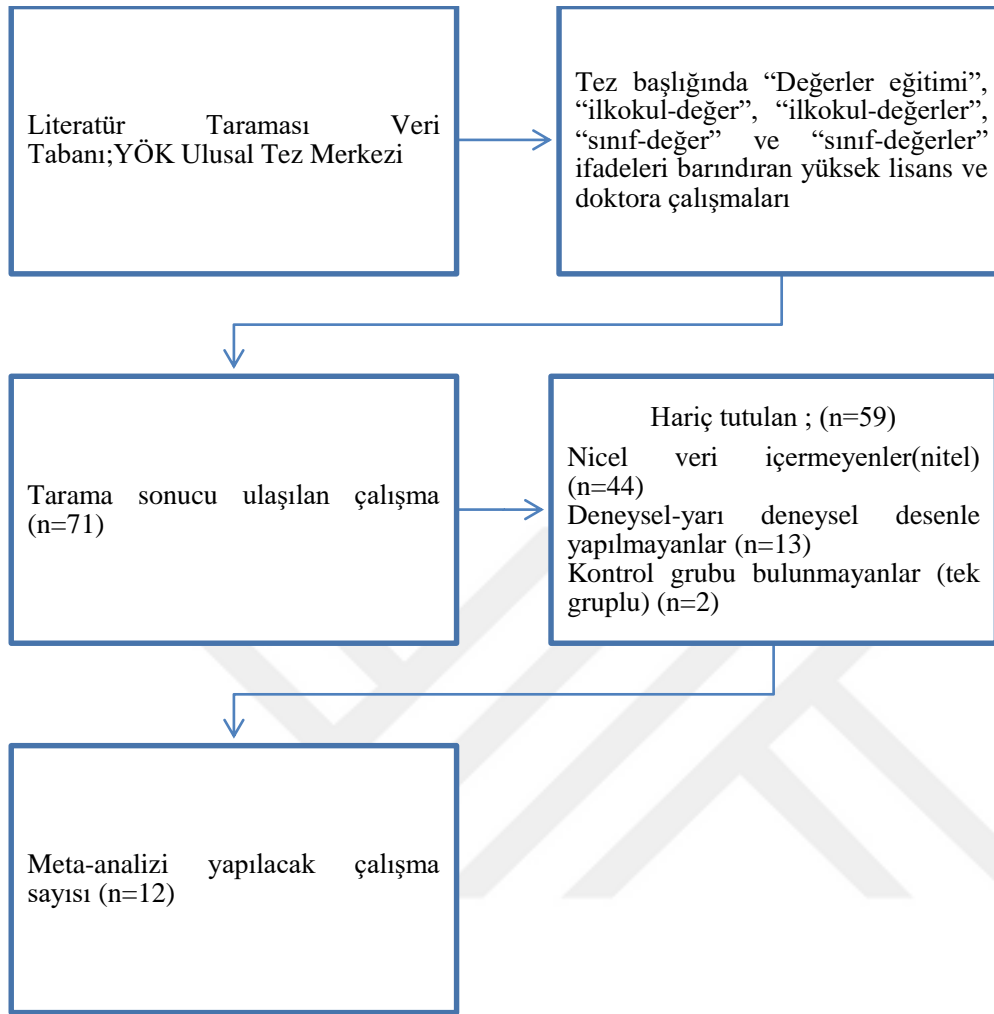 Literatür Taraması Veri
Tabanı;YÖK Ulusal Tez Merkezi
Tez başlığında “Değerler eğitimi”,
“ilkokul-değer”, “ilkokul-değerler”,
“sınıf-değer” ve “sınıf-değerler”
ifadeleri barındıran yüksek lisans ve
doktora çalışmaları
Tarama sonucu ulaşılan çalışma
(n=71)
Hariç tutulan ; (n=59)
Nicel veri içermeyenler(nitel)
(n=44)
Deneysel-yarı deneysel desenle
yapılmayanlar (n=13)
Kontrol grubu bulunmayanlar (tek
gruplu) (n=2)
Meta-analizi yapılacak çalışma
sayısı (n=12)